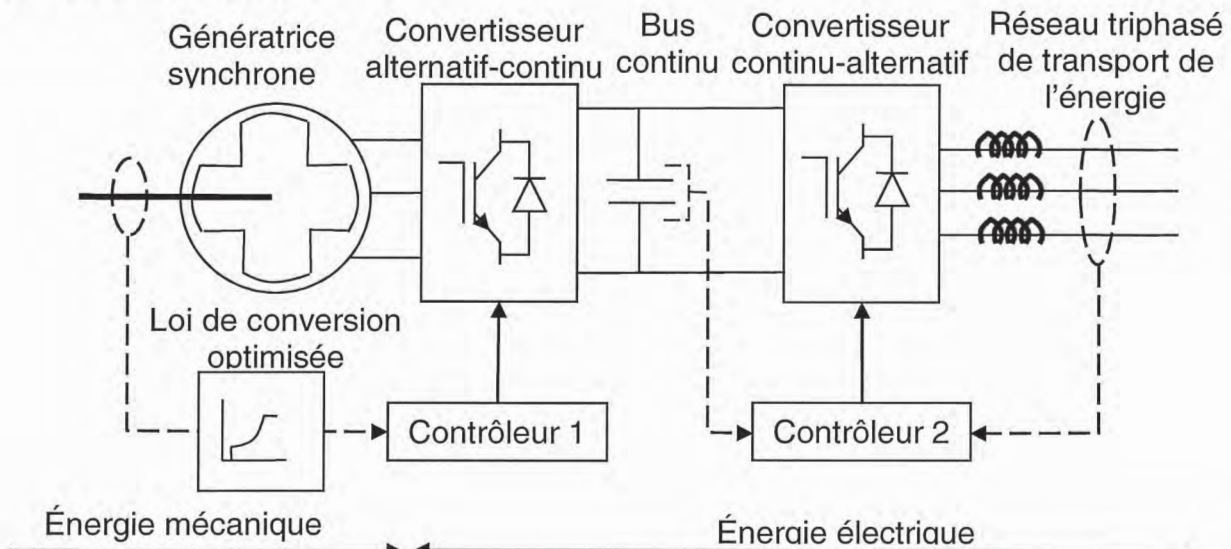 Génératrice
synchrone
Convertisseur
alternatif-continu
Bus
continu
Convertisseur
continu-alternatif
Réseau triphasé
de transport de
l'énergie
Loi de conversion
optimisée
Contrôleur 1
Contrôleur 2
Énergie mécanique
Énergie électrique